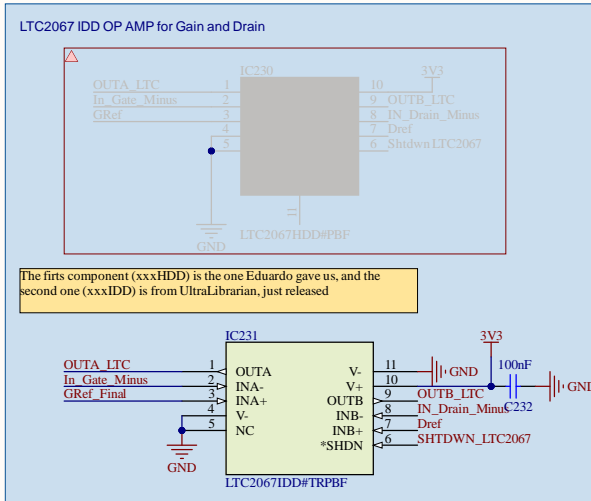 LTC2067 IDD OP AMP for Gain and Drain
IC230
3V3
OUTA_LTC 1
10
In_Gate_Minus 2
9 OUTB_LTC
GRef 3
8 IN_Drain_Minus
4
7 Dref
5
6 Shtdwn LTC2067
11
GND
LTC2067HDD#PBF
The firts component (xxxHDD) is the one Eduardo gave us, and the
second one (xxxIDD) is from UltraLibrarian, just released
IC231
3V3
OUTA_LTC 1 OUTA
V- 11 GND
100nF
In_Gate_Minus 2 INA-
V+ 10
GND
GRef_Final 3 INA+
OUTB 9 OUTB_LTC
C232
4 V-
INB- 8 IN_Drain_Minus
5 NC
INB+ 7 Dref
*SHDN 6 SHTDWN_LTC2067
GND
LTC2067IDD#TRPBF